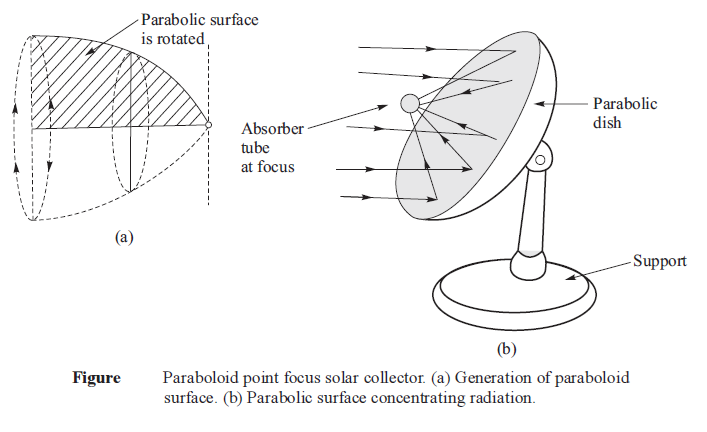 Parabolic surface
is rotated
(a)
Absorber
tube
at focus
Parabolic
dish
Support
(b)
Figure Paraboloid point focus solar collector. (a) Generation of paraboloid
surface. (b) Parabolic surface concentrating radiation.